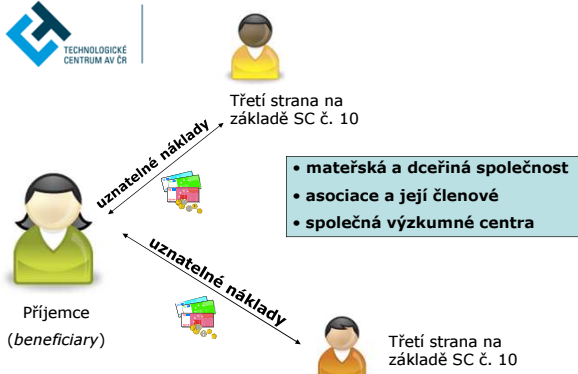 TECHNOLOGICKÉ
CENTRUM AV ČR
Třetí strana na
základě SC č. 10
uznatelné náklady
• mateřská a dceřiná společnost
• asociace a její členové
• společná výzkumné centra
uznatelné náklady
Příjemce
(beneficiary)
Třetí strana na
základě SC č. 10